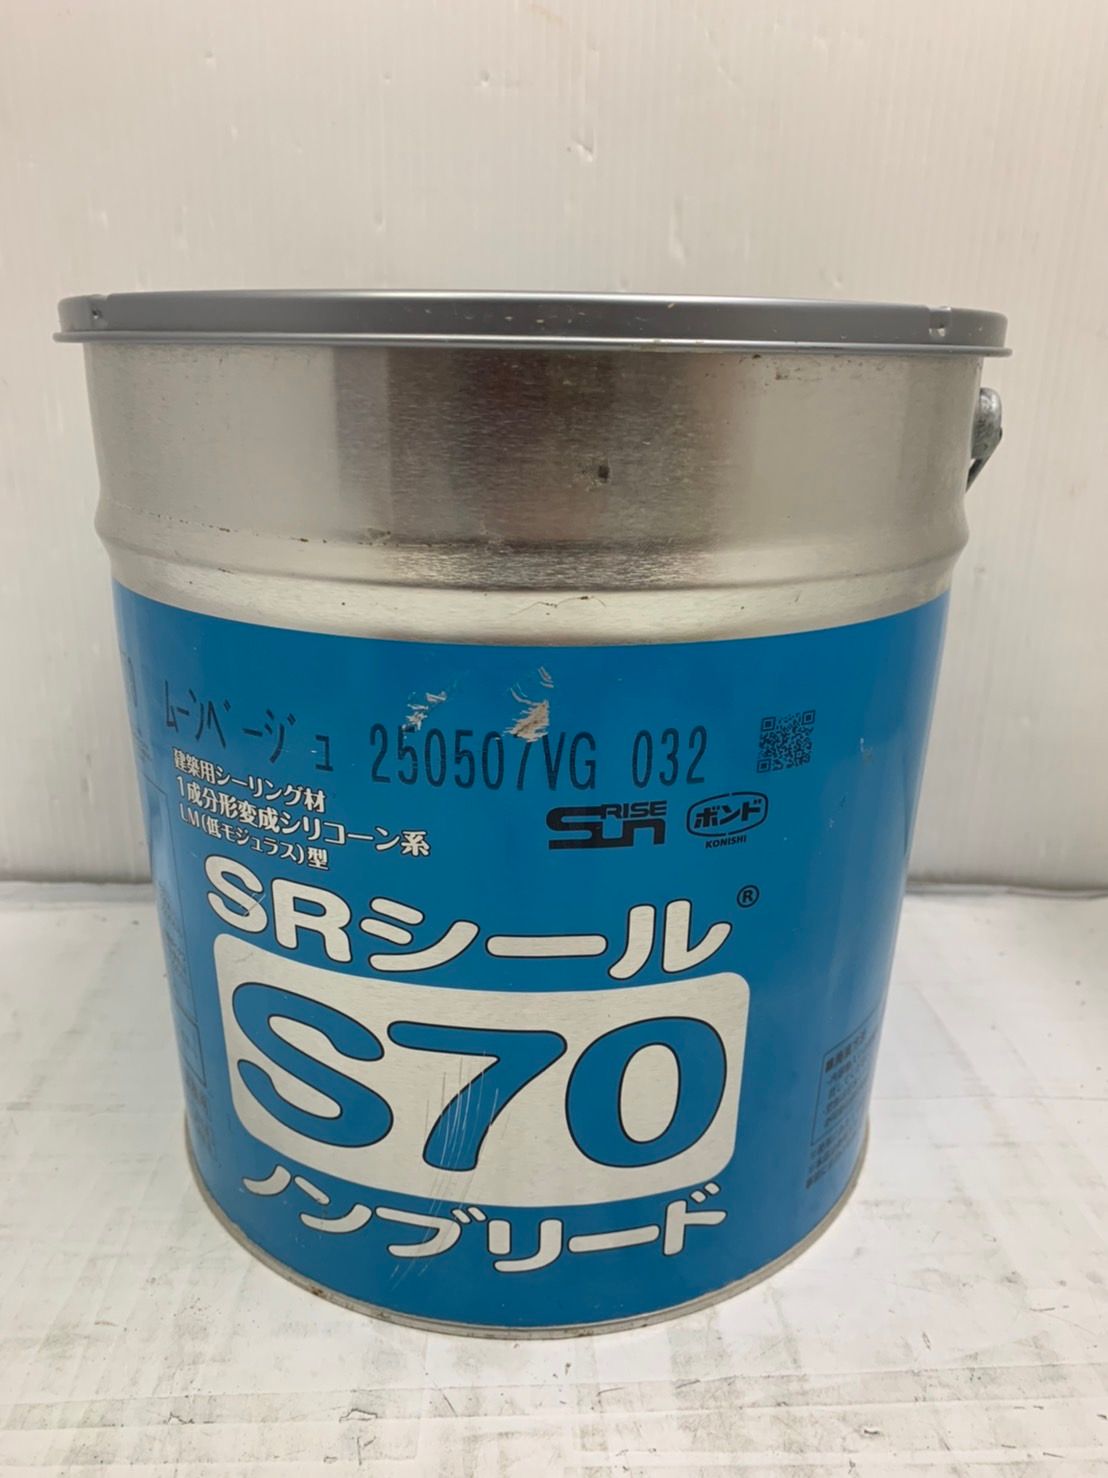 ムーンベージュ 250507VG 032
建築用シーリング材
1成分形変成シリコーン系
LM(低モジュラス)型
SUNRISE
ボンド
KONISHI
SRシール®
S70
ノンブリード